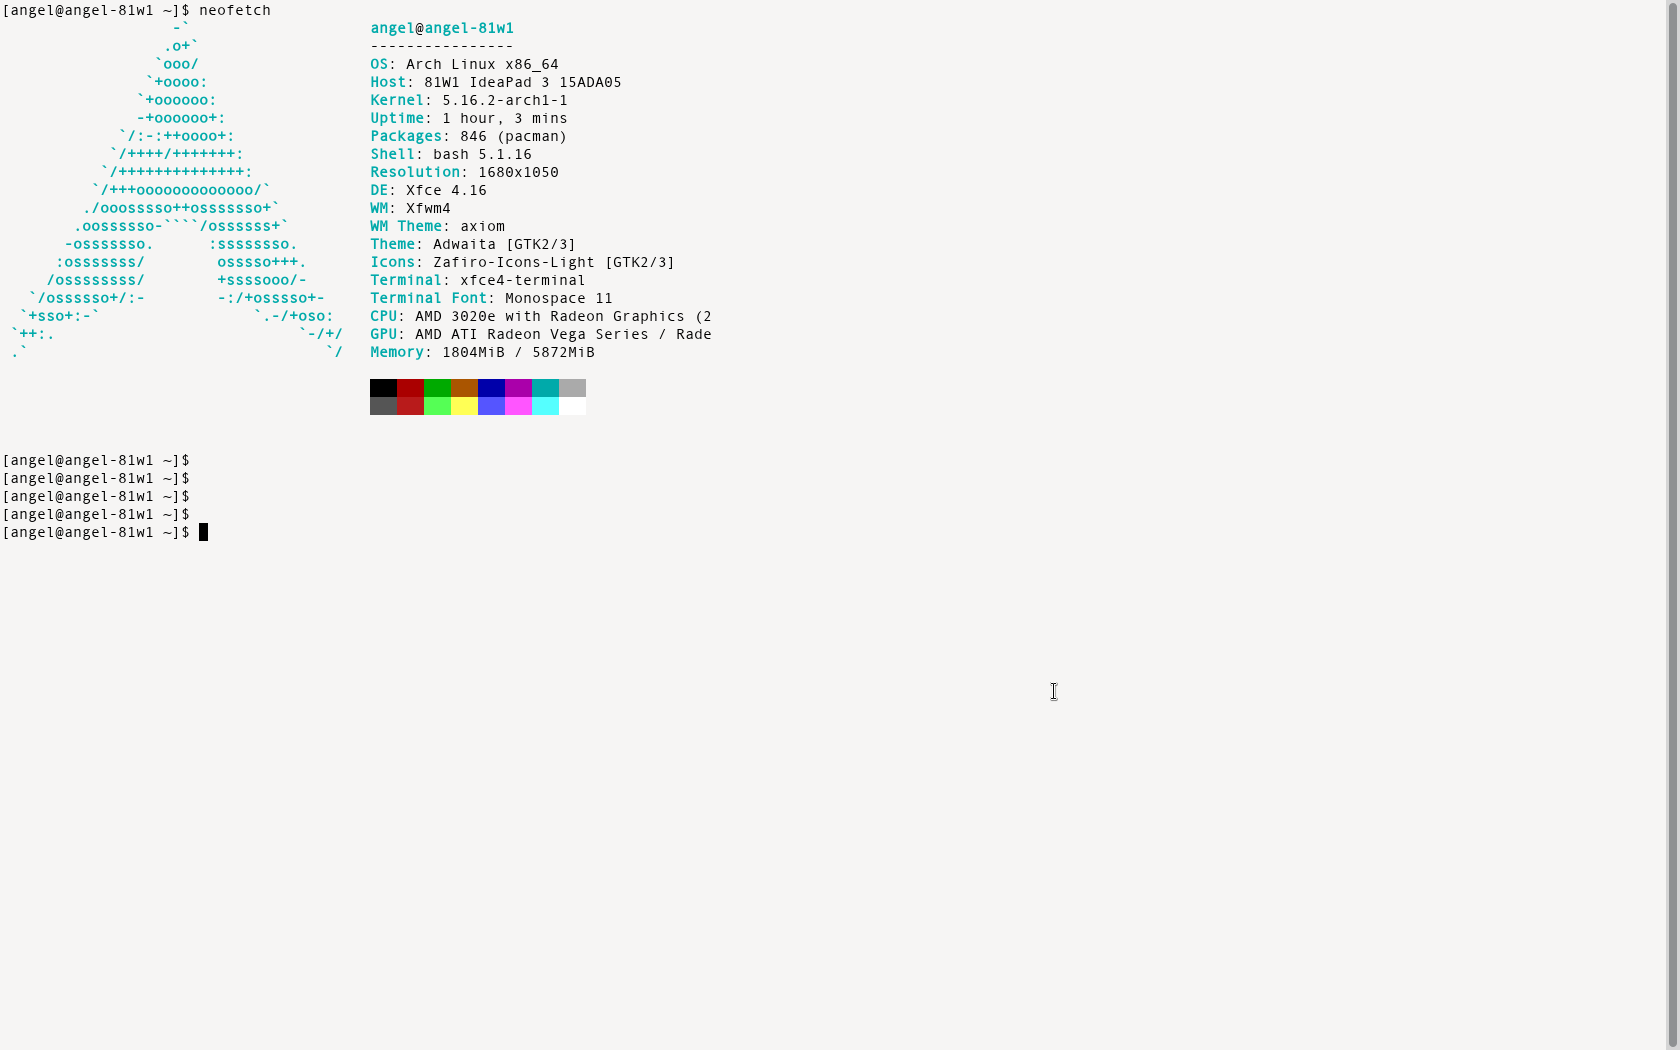 [angel@angel-81w1 ~]$ neofetch
                   -`                    angel@angel-81w1
                  .o+`                   ----------------
                 `ooo/                   OS: Arch Linux x86_64
                `+oooo:                  Host: 81W1 IdeaPad 3 15ADA05
               `+oooooo:                 Kernel: 5.16.2-arch1-1
               -+oooooo+:                Uptime: 1 hour, 3 mins
             `/:-:++oooo+:               Packages: 846 (pacman)
            `/++++/+++++++:              Shell: bash 5.1.16
           `/++++++++++++++:             Resolution: 1680x1050
          `/+++ooooooooooooo/`           DE: Xfce 4.16
         ./ooosssso++osssssso+`          WM: Xfwm4
        .oossssso-````/ossssss+`         WM Theme: axiom
       -osssssso.      :ssssssso.        Theme: Adwaita [GTK2/3]
      :osssssss/        osssso+++.       Icons: Zafiro-Icons-Light [GTK2/3]
     /ossssssss/        +ssssooo/-       Terminal: xfce4-terminal
   `/ossssso+/:-        -:/+osssso+-     Terminal Font: Monospace 11
  `+sso+:-`                 `.-/+oso:    CPU: AMD 3020e with Radeon Graphics (2
 `++:.                           `-/+/   GPU: AMD ATI Radeon Vega Series / Rade
 .`                                 `/   Memory: 1804MiB / 5872MiB
[angel@angel-81w1 ~]$
[angel@angel-81w1 ~]$
[angel@angel-81w1 ~]$
[angel@angel-81w1 ~]$
[angel@angel-81w1 ~]$